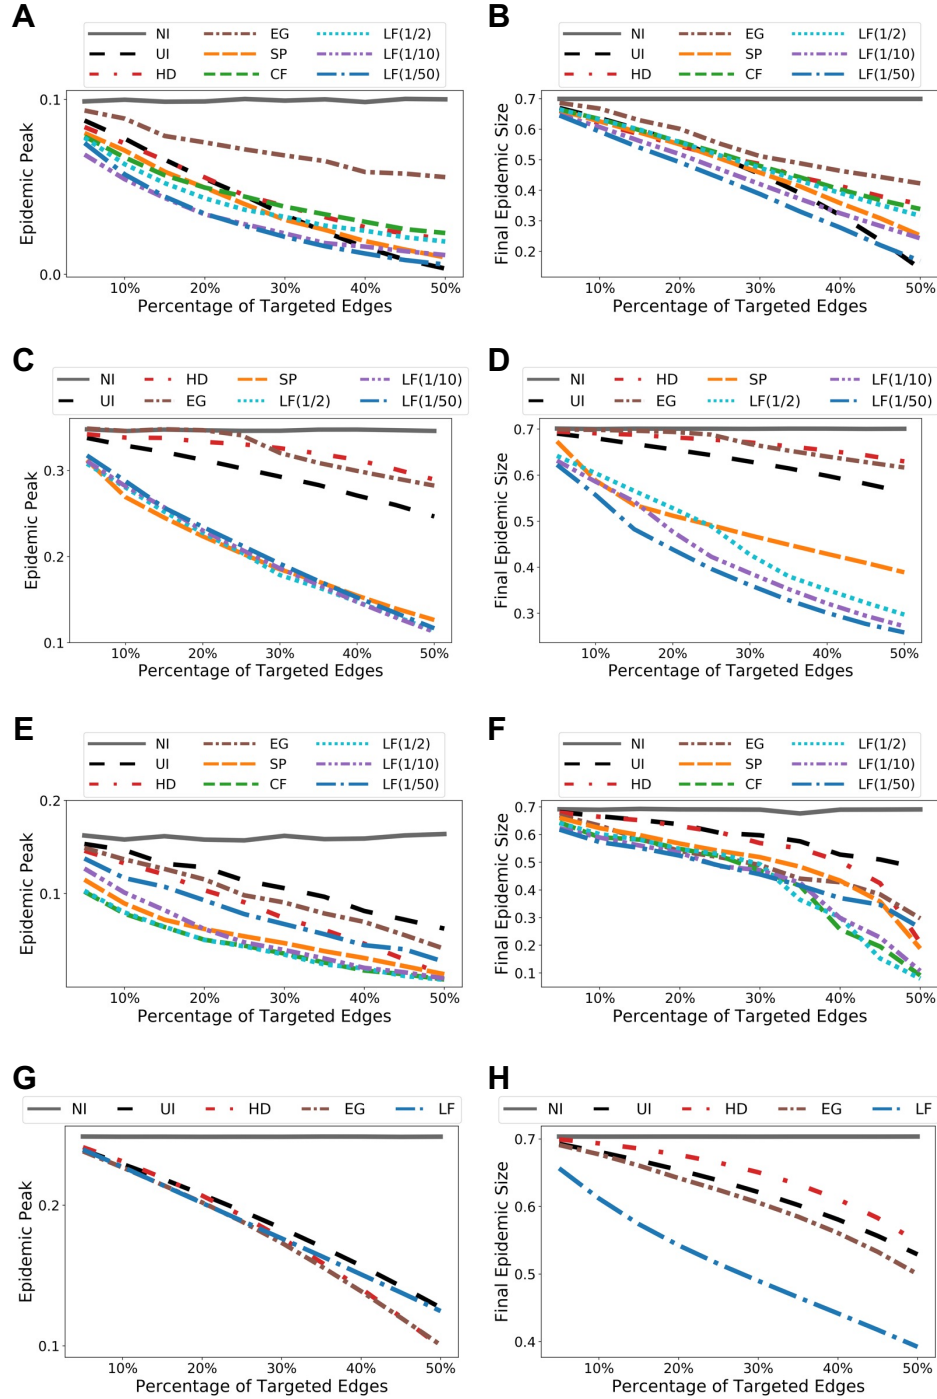 A
NI EG LF(1/2)
UI SP LF(1/10)
HD CF LF(1/50)
0.1
0.0
Epidemic Peak
10% 20% 30% 40% 50%
Percentage of Targeted Edges
B
NI EG LF(1/2)
UI SP LF(1/10)
HD CF LF(1/50)
0.7
0.6
0.5
0.4
0.3
0.2
Final Epidemic Size
10% 20% 30% 40% 50%
Percentage of Targeted Edges
C
NI HD SP LF(1/10)
UI EG LF(1/2) LF(1/50)
0.3
0.2
0.1
Epidemic Peak
10% 20% 30% 40% 50%
Percentage of Targeted Edges
D
NI HD SP LF(1/10)
UI EG LF(1/2) LF(1/50)
0.7
0.6
0.5
0.4
0.3
Final Epidemic Size
10% 20% 30% 40% 50%
Percentage of Targeted Edges
E
NI EG LF(1/2)
UI SP LF(1/10)
HD CF LF(1/50)
0.2
0.1
Epidemic Peak
10% 20% 30% 40% 50%
Percentage of Targeted Edges
F
NI EG LF(1/2)
UI SP LF(1/10)
HD CF LF(1/50)
0.7
0.6
0.5
0.4
0.3
0.2
0.1
Final Epidemic Size
10% 20% 30% 40% 50%
Percentage of Targeted Edges
G
NI UI HD EG LF
0.2
0.1
Epidemic Peak
10% 20% 30% 40% 50%
Percentage of Targeted Edges
H
NI UI HD EG LF
0.7
0.6
0.5
0.4
Final Epidemic Size
10% 20% 30% 40% 50%
Percentage of Targeted Edges